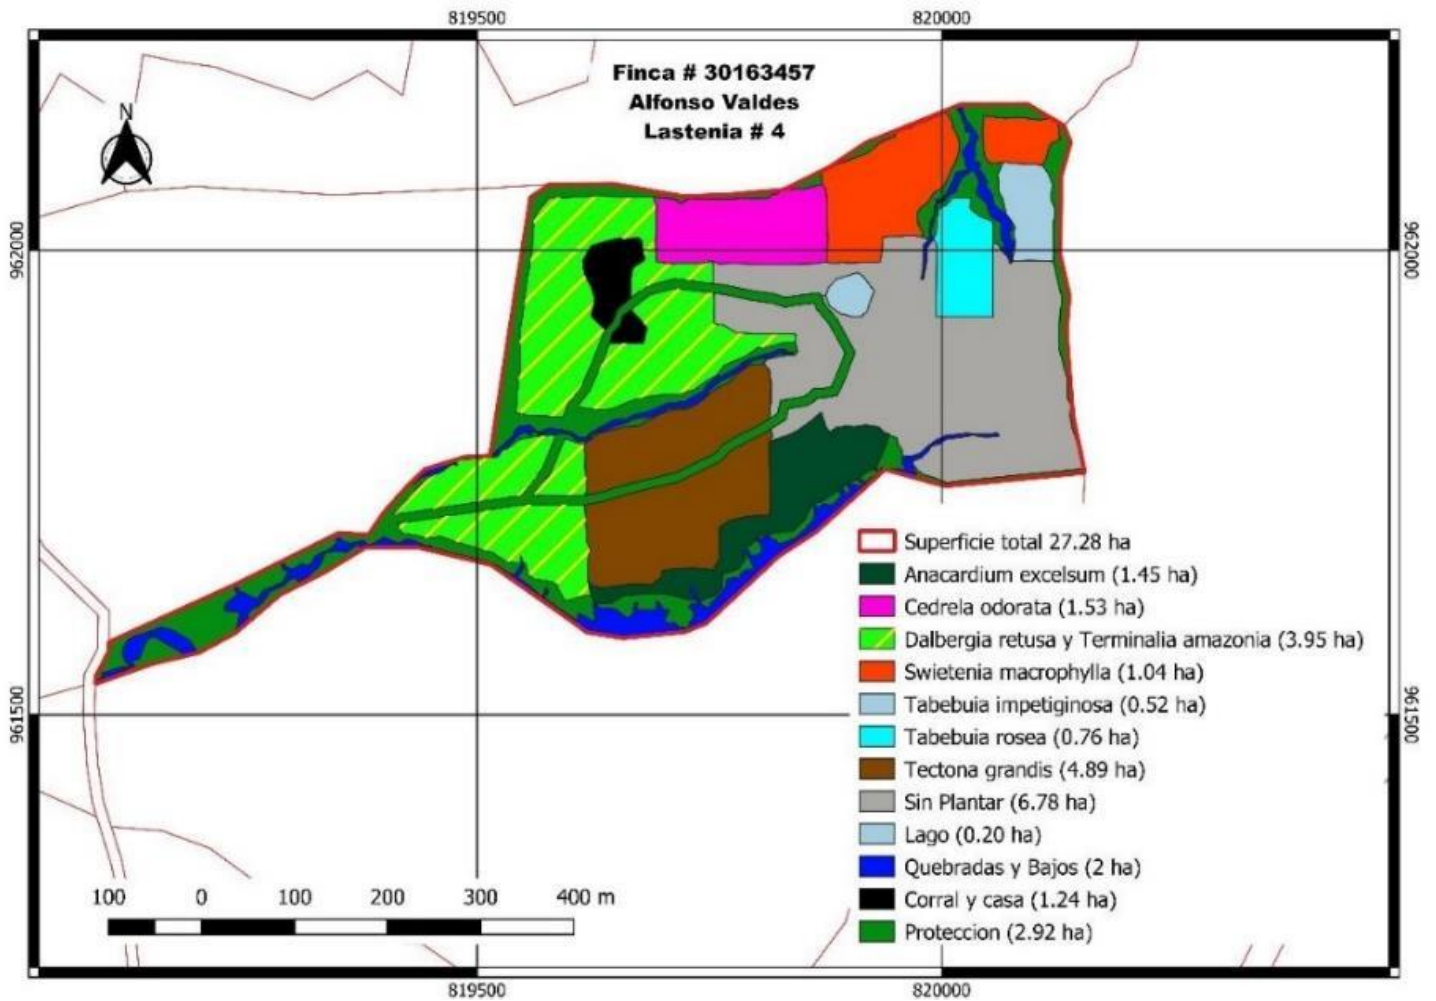 819500
820000
Finca # 30163457
Alfonso Valdes
Lastenia # 4
N
962000
962000
961500
961500
Superficie total 27.28 ha
Anacardium excelsum (1.45 ha)
Cedrela odorata (1.53 ha)
Dalbergia retusa y Terminalia amazonia (3.95 ha)
Swietenia macrophylla (1.04 ha)
Tabebuia impetiginosa (0.52 ha)
Tabebuia rosea (0.76 ha)
Tectona grandis (4.89 ha)
Sin Plantar (6.78 ha)
Lago (0.20 ha)
Quebradas y Bajos (2 ha)
Corral y casa (1.24 ha)
Proteccion (2.92 ha)
100 0 100 200 300 400 m
819500
820000